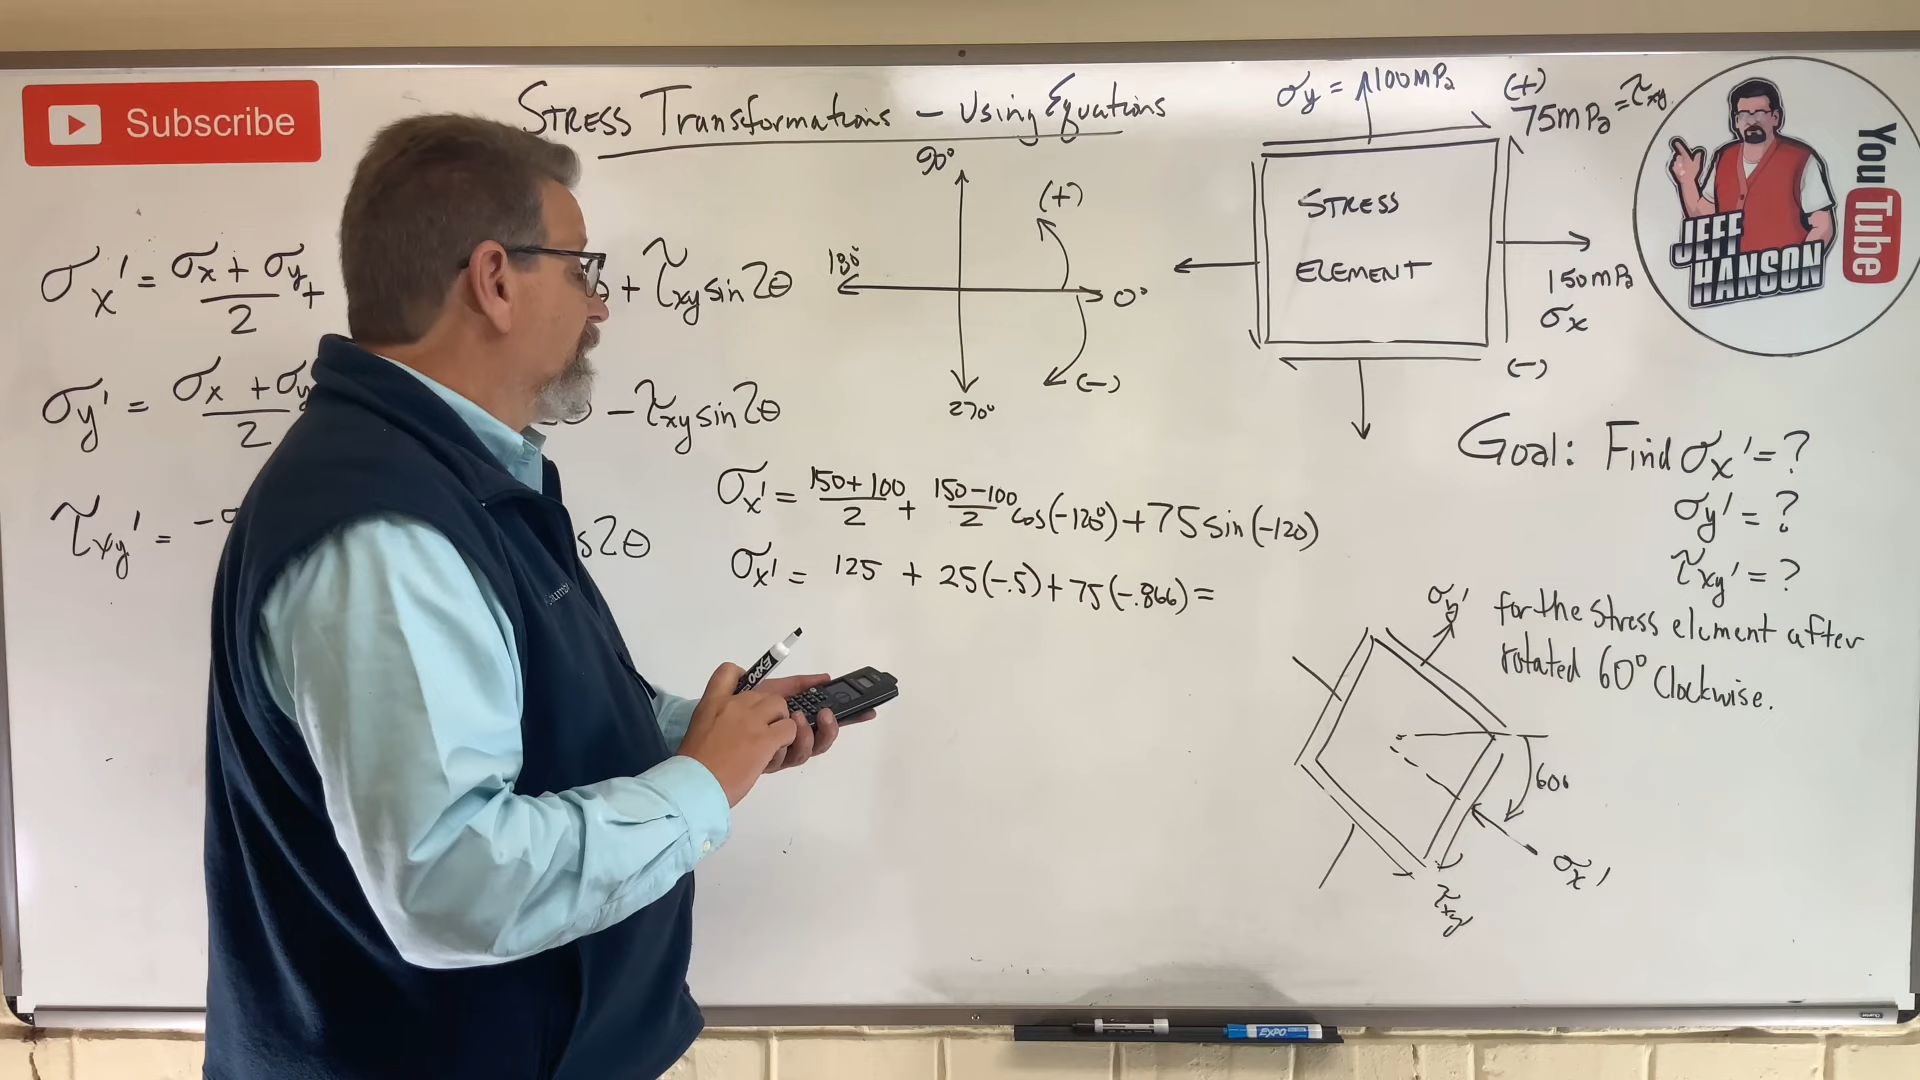 Subscribe
STRESS Transformations - Using Equations
σy = 100MPa
(+)
75mPa = τxy
YouTube
JEFF
HANSON
90°
(+)
180°
0°
(-)
270°
STRESS
ELEMENT
150mPa
σx
(-)
σx' = σx + σy / 2 + + τxy sin 2θ
σy' = σx + σy / 2 θ - τxy sin 2θ
τxy' = - s2θ
σx' = 150+100 / 2 + 150-100 / 2 cos(-120°) + 75 sin(-120)
σx' = 125 + 25(-.5) + 75(-.866) =
Goal: Find σx' = ?
σy' = ?
τxy' = ?
for the stress element after
rotated 60° Clockwise.
σy'
60°
σx'
τxy'
EXPO
EXPO